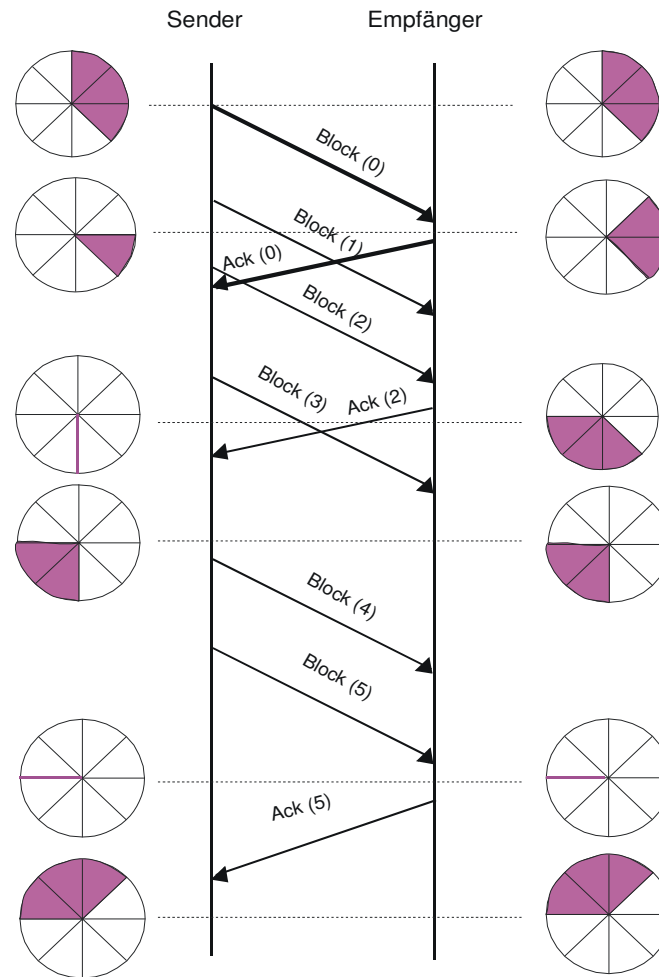 Sender
Empfänger
Block (0)
Block (1)
Ack (0)
Block (2)
Block (3)
Ack (2)
Block (4)
Block (5)
Ack (5)